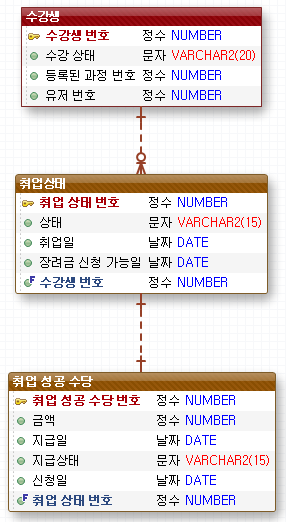 수강생
수강생 번호 정수 NUMBER
수강 상태 문자 VARCHAR2(20)
등록된 과정 번호 정수 NUMBER
유저 번호 정수 NUMBER
취업상태
취업 상태 번호 정수 NUMBER
상태 문자 VARCHAR2(15)
취업일 날짜 DATE
장려금 신청 가능일 날짜 DATE
F 수강생 번호 정수 NUMBER
취업 성공 수당
취업 성공 수당 번호 정수 NUMBER
금액 정수 NUMBER
지급일 날짜 DATE
지급상태 문자 VARCHAR2(15)
신청일 날짜 DATE
F 취업 상태 번호 정수 NUMBER